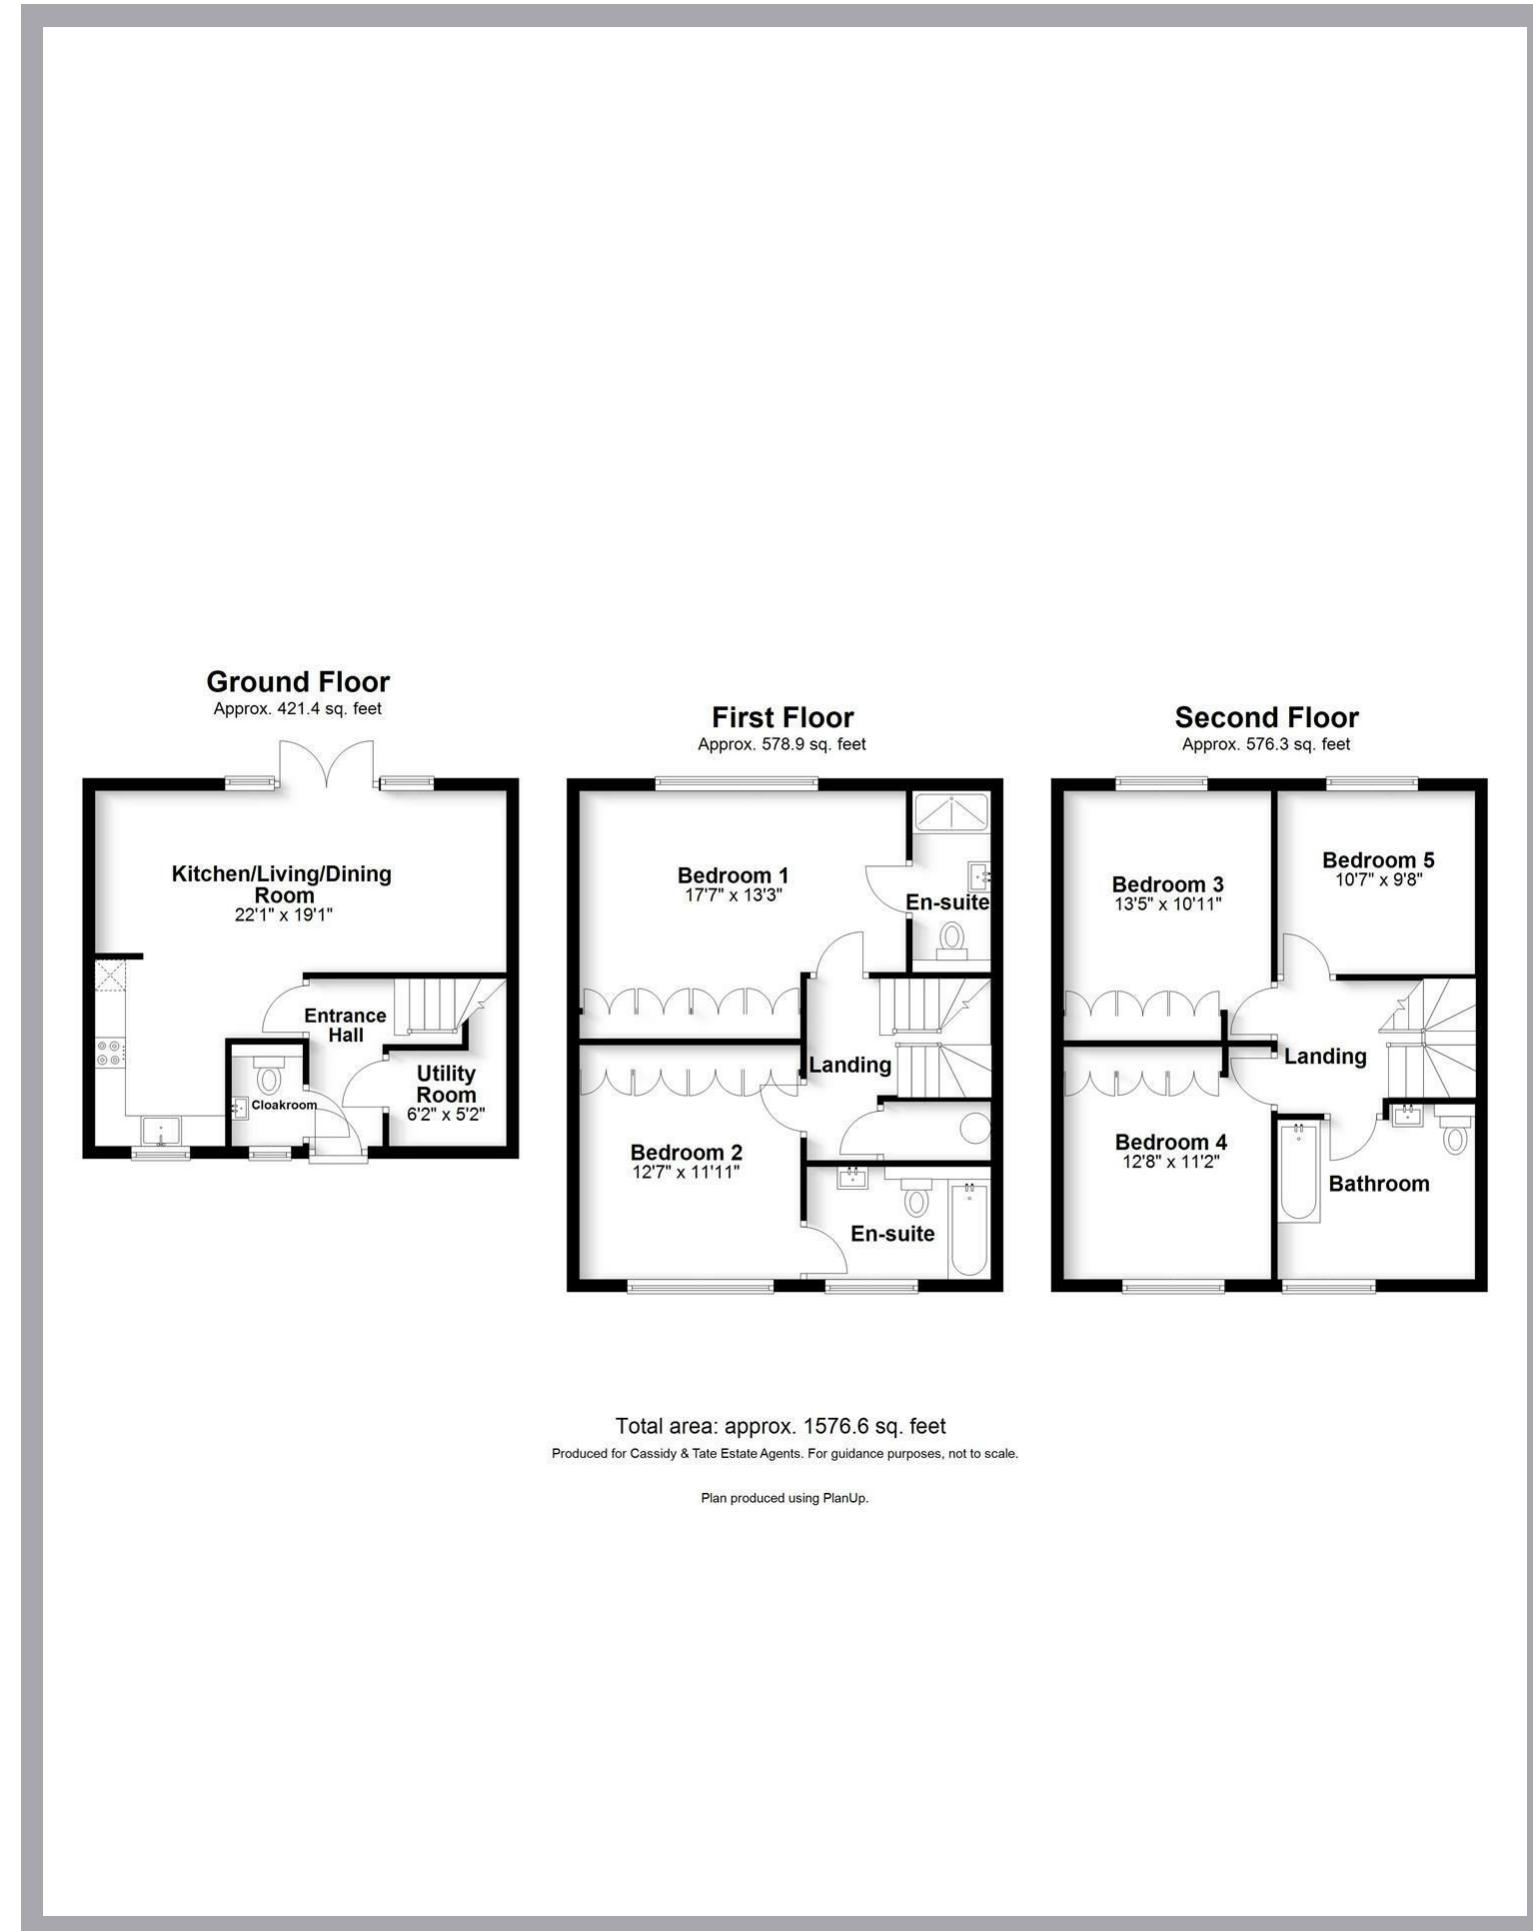 Ground Floor
Approx. 421.4 sq. feet
Kitchen/Living/Dining
Room
22'1" x 19'1"
Entrance
Hall
Utility
Room
6'2" x 5'2"
Cloakroom
First Floor
Approx. 578.9 sq. feet
Bedroom 1
17'7" x 13'3"
En-suite
Landing
Bedroom 2
12'7" x 11'11"
En-suite
Second Floor
Approx. 576.3 sq. feet
Bedroom 3
13'5" x 10'11"
Bedroom 5
10'7" x 9'8"
Landing
Bedroom 4
12'8" x 11'2"
Bathroom
Total area: approx. 1576.6 sq. feet
Produced for Cassidy & Tate Estate Agents. For guidance purposes, not to scale.
Plan produced using PlanUp.